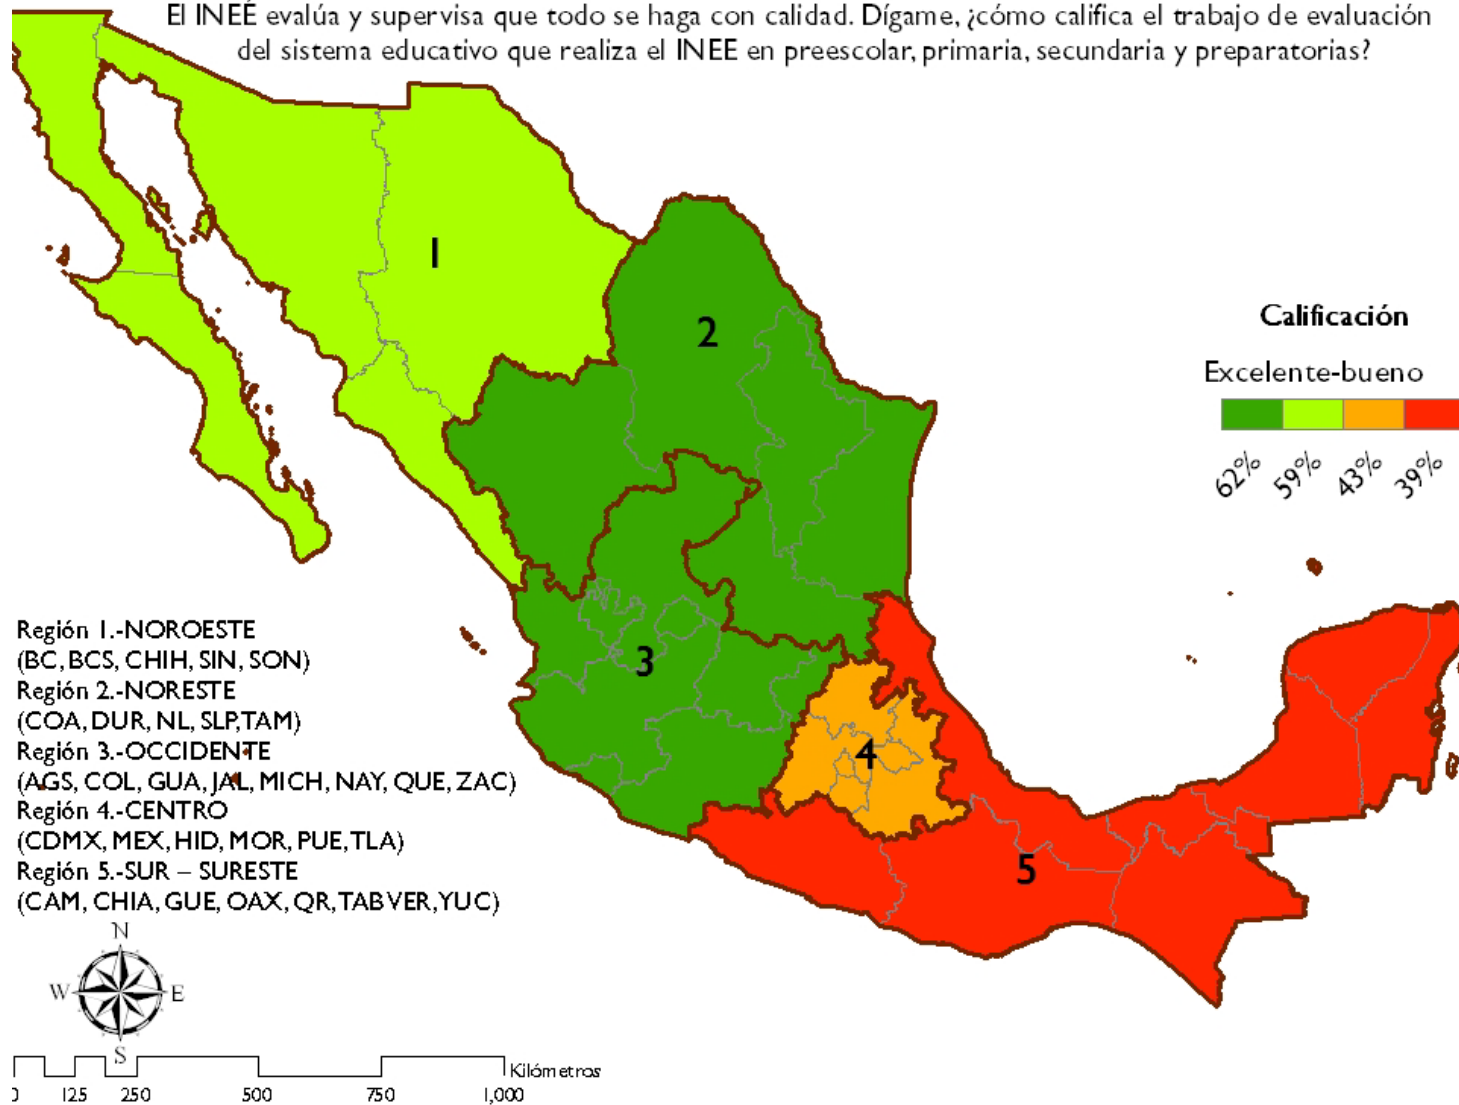 El INEÉ evalúa y supervisa que todo se haga con calidad. Dígame, ¿cómo califica el trabajo de evaluación
del sistema educativo que realiza el INEE en preescolar, primaria, secundaria y preparatorias?
1
2
3
4
5
Calificación
Excelente-bueno
62% 59% 43% 39%
Región 1.-NOROESTE
(BC, BCS, CHIH, SIN, SON)
Región 2.-NORESTE
(COA, DUR, NL, SLP, TAM)
Región 3.-OCCIDENTE
(AGS, COL, GUA, JAL, MICH, NAY, QUE, ZAC)
Región 4.-CENTRO
(CDMX, MEX, HID, MOR, PUE, TLA)
Región 5.-SUR – SURESTE
(CAM, CHIA, GUE, OAX, QR, TAB VER, YUC)
N
W E
S
Kilómetros
0 125 250 500 750 1,000